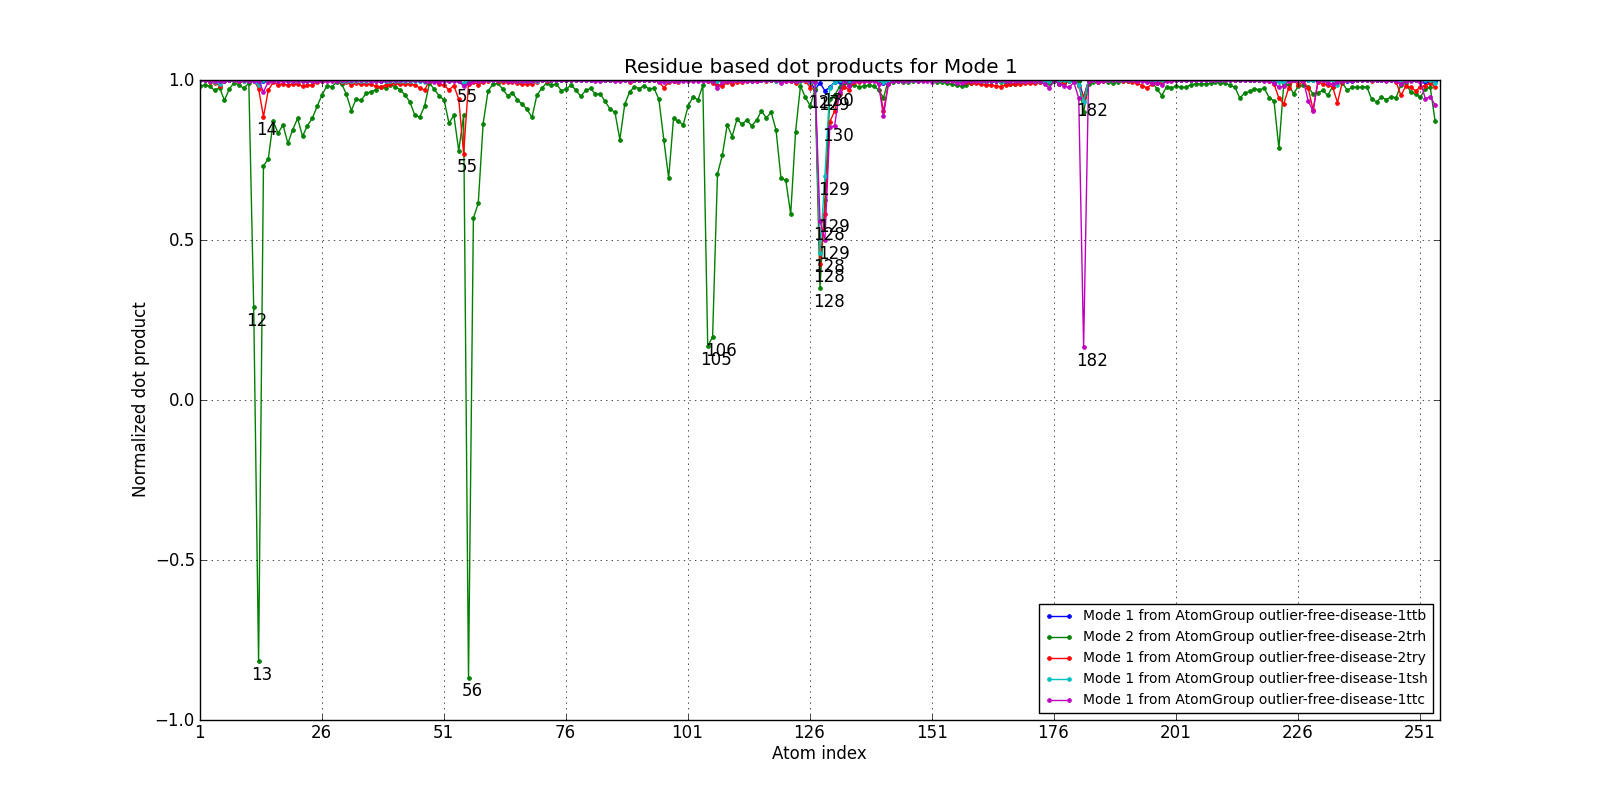 Residue based dot products for Mode 1
Normalized dot product
1.0
0.5
0.0
−0.5
−1.0
14
55
55
12
13
56
106
105
129
130
129
129
128
129
128
128
128
182
182
Mode 1 from AtomGroup outlier-free-disease-1ttb
Mode 2 from AtomGroup outlier-free-disease-2trh
Mode 1 from AtomGroup outlier-free-disease-2try
Mode 1 from AtomGroup outlier-free-disease-1tsh
Mode 1 from AtomGroup outlier-free-disease-1ttc
1 26 51 76 101 126 151 176 201 226 251
Atom index